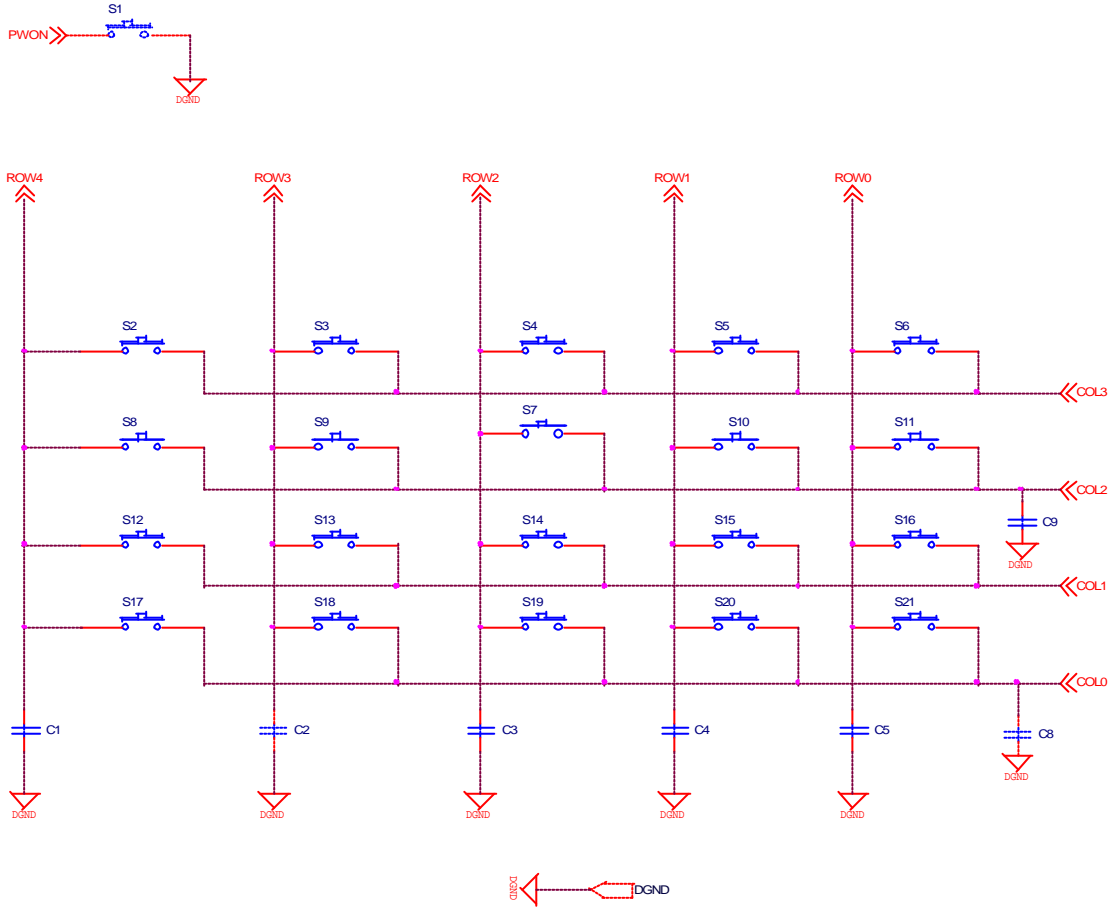 S1
PWON
DGND
ROW4 ROW3 ROW2 ROW1 ROW0
S2 S3 S4 S5 S6
COL3
S7
S8 S9 S10 S11
COL2
C9
S12 S13 S14 S15 S16
DGND
COL1
S17 S18 S19 S20 S21
COL0
C1 C2 C3 C4 C5 C8
DGND
DGND DGND DGND DGND DGND
DGND DGND